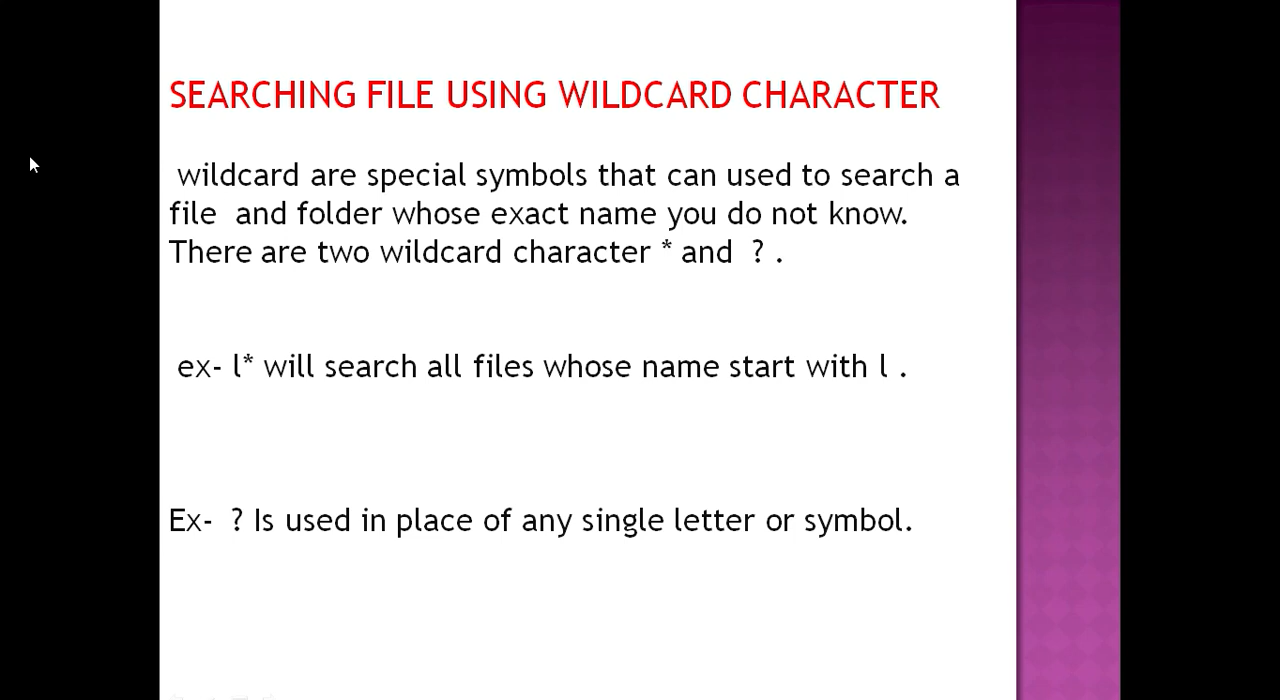 SEARCHING FILE USING WILDCARD CHARACTER
wildcard are special symbols that can used to search a
file and folder whose exact name you do not know.
There are two wildcard character * and ? .
ex- l* will search all files whose name start with l .
Ex- ? Is used in place of any single letter or symbol.